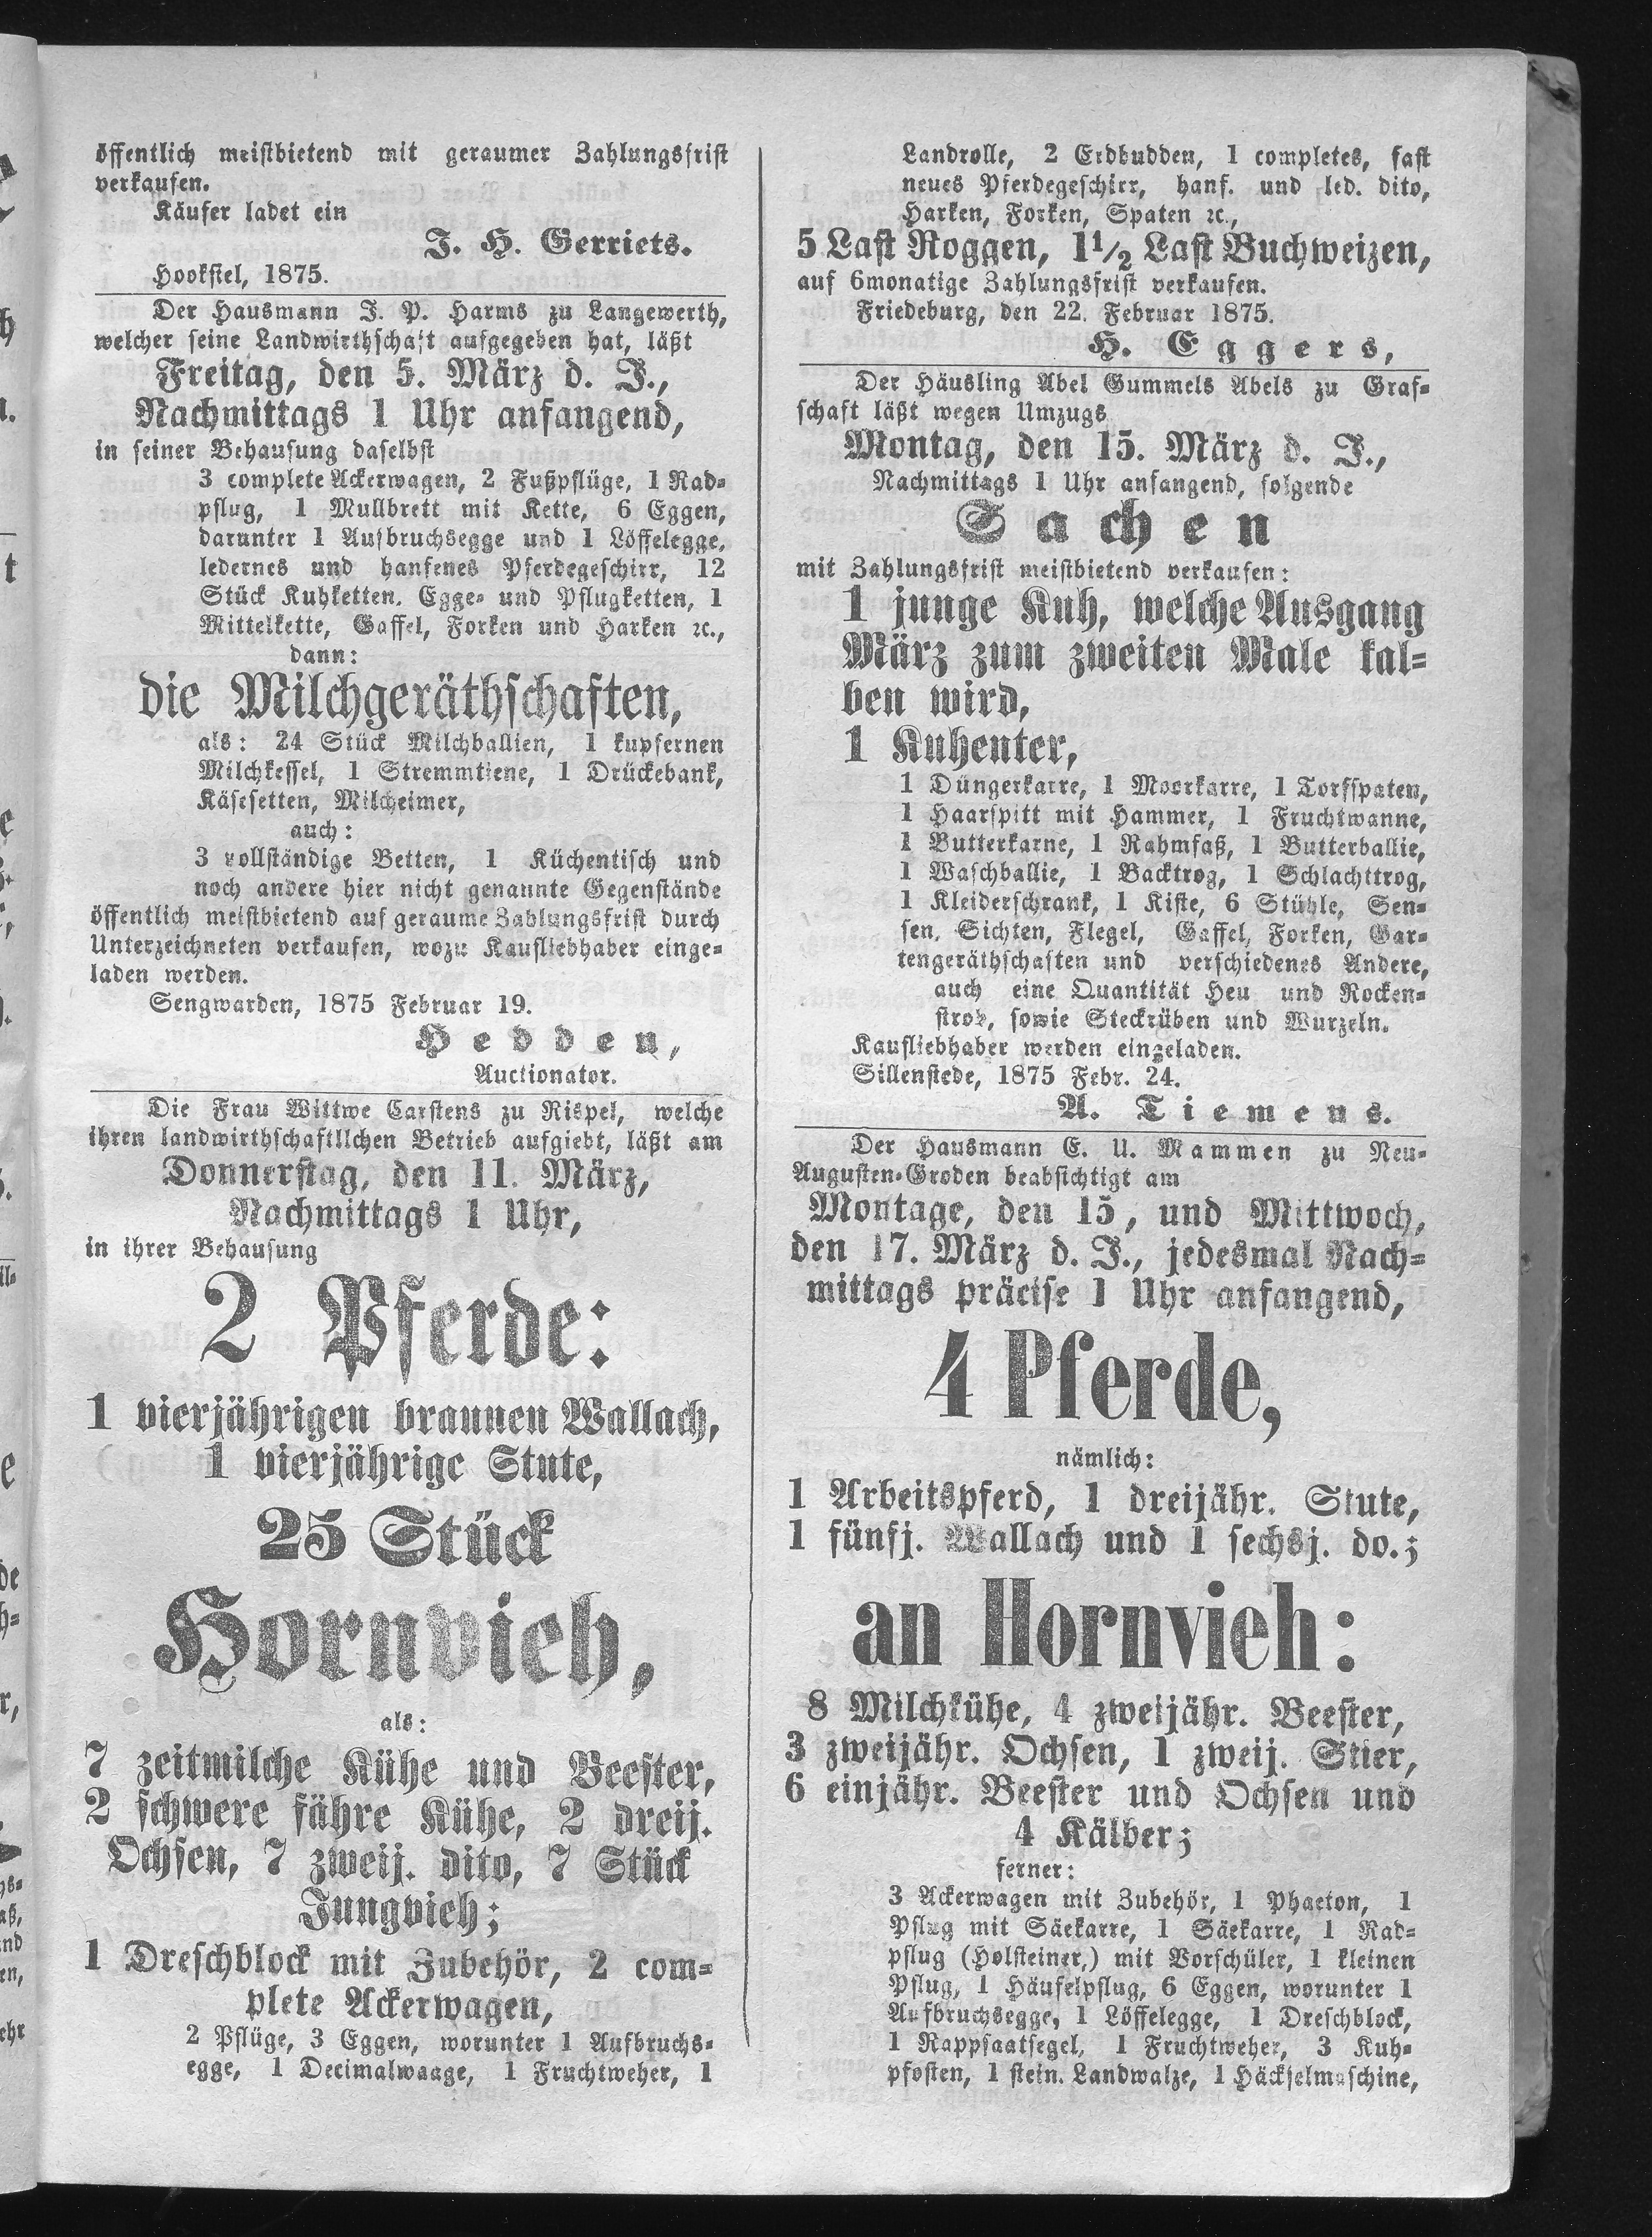 öffentlich meistbietend mit geraumer Zahlungsfrist
verkaufen.
Käufer ladet ein
J. H. Gerriets.
Hooksiel, 1875.
Der Hausmann J. P. Harms zu Langewerth,
welcher seine Landwirthschaft aufgegeben hat, läßt
Freitag, den 5. März d. J.,
Nachmittags 1 Uhr anfangend,
in seiner Behausung daselbst
3 complete Ackerwagen, 2 Fußpflüge, 1 Rad-
pflug, 1 Mullbrett mit Kette, 6 Eggen,
darunter 1 Aufbruchsegge und 1 Löffelegge,
ledernes und hanfenes Pferdegeschirr, 12
Stück Kuhketten. Egge- und Pflugketten, 1
Mittelkette, Gaffel, Forken und Harken ꝛc.,
dann:
die Milchgeräthschaften,
als: 24 Stück Milchballien, 1 kupfernen
Milchkessel, 1 Stremmtiene, 1 Drückebank,
Käsesetten, Milcheimer,
auch:
3 vollständige Betten, 1 Küchentisch und
noch andere hier nicht genannte Gegenstände
öffentlich meistbietend auf geraume Zahlungsfrist durch
Unterzeichneten verkaufen, wozu Kaufliebhaber einge-
laden werden.
Sengwarden, 1875 Februar 19.
Hedden,
Auctionator.
Die Frau Wittwe Carstens zu Rispel, welche
ihren landwirthschaftllchen Betrieb aufgiebt, läßt am
Donnerstag, den 11. März,
Nachmittags 1 Uhr,
in ihrer Behausung
2 Pferde:
1 vierjährigen braunen Wallach,
1 vierjährige Stute,
25 Stück
Hornvieh,
als:
7 zeitmilche Kühe und Beester,
2 schwere fähre Kühe, 2 dreij.
Ochsen, 7 zweij. dito, 7 Stück
Jungvieh;
1 Dreschblock mit Zubehör, 2 com-
plete Ackerwagen,
2 Pflüge, 3 Eggen, worunter 1 Aufbruchs-
egge, 1 Decimalwaage, 1 Fruchtweher, 1
Landrolle, 2 Erdbudden, 1 completes, fast
neues Pferdegeschirr, hanf. und led. dito,
Harken, Forken, Spaten ꝛc.,
5 Last Roggen, 1½ Last Buchweizen,
auf 6monatige Zahlungsfrist verkaufen.
Friedeburg, den 22. Februar 1875.
H. Eggers,
Der Häusling Abel Gummels Abels zu Graf-
schaft läßt wegen Umzugs
Montag, den 15. März d. J.,
Nachmittags 1 Uhr anfangend, folgende
Sachen
mit Zahlungsfrist meistbietend verkaufen:
1 junge Kuh, welche Ausgang
März zum zweiten Male kal-
ben wird,
1 Kuhenter,
1 Düngerkarre, 1 Moorkarre, 1 Torfspaten,
1 Haarspitt mit Hammer, 1 Fruchtwanne,
1 Butterkarne, 1 Rahmfaß, 1 Butterballie,
1 Waschballie, 1 Backtrog, 1 Schlachttrog,
1 Kleiderschrank, 1 Kiste, 6 Stühle, Sen-
sen, Sichten, Flegel, Gaffel, Forken, Gar-
tengeräthschaften und verschiedenes Andere,
auch eine Quantität Heu und Rocken-
stroh, sowie Steckrüben und Wurzeln.
Kaufliebhaber werden eingeladen.
Sillenstede, 1875 Febr. 24.
A. Tiemens.
Der Hausmann E. U. Mammen zu Neu-
Augusten-Groden beabsichtigt am
Montage, den 15, und Mittwoch,
den 17. März d. J., jedesmal Nach-
mittags präcise 1 Uhr anfangend,
4 Pferde,
nämlich:
1 Arbeitspferd, 1 dreijähr. Stute,
1 fünfj. Wallach und 1 sechsj. do.;
an Hornvieh:
8 Milchkühe, 4 zweijähr. Beester,
3 zweijähr. Ochsen, 1 zweij. Stier,
6 einjähr. Beester und Ochsen und
4 Kälber;
ferner:
3 Ackerwagen mit Zubehör, 1 Phaeton, 1
Pflug mit Säekarre, 1 Säekarre, 1 Rad-
pflug (Holsteiner,) mit Vorschüler, 1 kleinen
Pflug, 1 Häufelpflug, 6 Eggen, worunter 1
Aufbruchsegge, 1 Löffelegge, 1 Dreschblock,
1 Rappsaatsegel, 1 Fruchtweher, 3 Kuh-
pfosten, 1 stein. Landwalze, 1 Häckselmaschine,